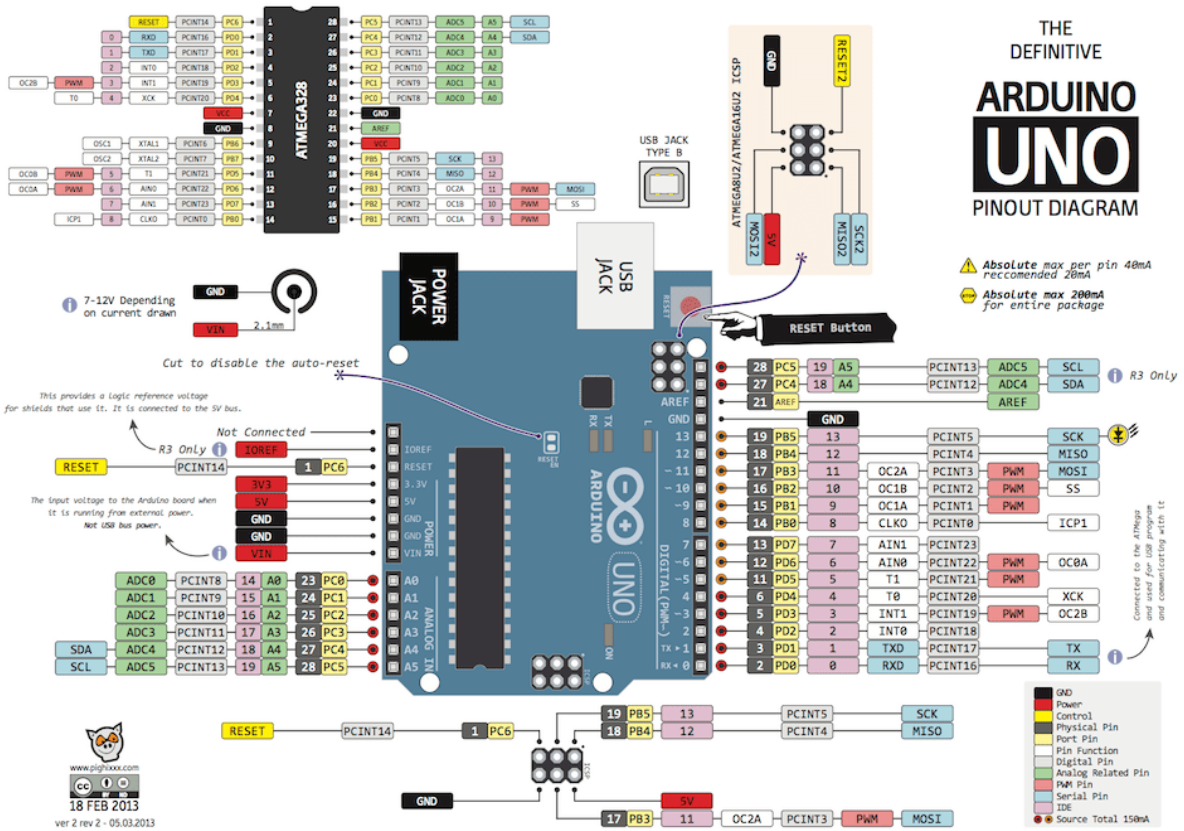 THE
DEFINITIVE
ARDUINO
UNO
PINOUT DIAGRAM
Absolute max per pin 40mA
reccomended 20mA
STOP Absolute max 200mA
for entire package
RESET PCINT14 PC6 1 28 PC5 PCINT13 ADC5 A5 SCL
0 RXD PCINT16 PD0 2 27 PC4 PCINT12 ADC4 A4 SDA
1 TXD PCINT17 PD1 3 26 PC3 PCINT11 ADC3 A3
2 INT0 PCINT18 PD2 4 25 PC2 PCINT10 ADC2 A2
OC2B PWM 3 INT1 PCINT19 PD3 5 24 PC1 PCINT9 ADC1 A1
T0 4 XCK PCINT20 PD4 6 23 PC0 PCINT8 ADC0 A0
VCC 7 22 GND
GND 8 21 AREF
OSC1 XTAL1 PCINT6 PB6 9 20 VCC
OSC2 XTAL2 PCINT7 PB7 10 19 PB5 PCINT5 SCK 13
OC0B PWM 5 T1 PCINT21 PD5 11 18 PB4 PCINT4 MISO 12
OC0A PWM 6 AIN0 PCINT22 PD6 12 17 PB3 PCINT3 OC2A 11 PWM MOSI
7 AIN1 PCINT23 PD7 13 16 PB2 PCINT2 OC1B 10 PWM SS
ICP1 8 CLKO PCINT0 PB0 14 15 PB1 PCINT1 OC1A 9 PWM
ATMEGA328
USB JACK
TYPE B
ATMEGA8U2/ATMEGA16U2 ICSP
GND
RESET2
MOSI2
5V
MISO2
SCK2
7-12V Depending
on current drawn
GND
VIN 2.1mm
POWER
JACK
USB
JACK
RESET
RESET Button
Cut to disable the auto-reset
This provides a logic reference voltage
for shields that use it. It is connected to the 5V bus.
Not Connected
R3 Only IOREF
RESET PCINT14 1 PC6
3V3
5V
GND
GND
VIN
The input voltage to the Arduino board when
it is running from external power.
Not USB bus power.
ADC0 PCINT8 14 A0 23 PC0
ADC1 PCINT9 15 A1 24 PC1
ADC2 PCINT10 16 A2 25 PC2
ADC3 PCINT11 17 A3 26 PC3
SDA ADC4 PCINT12 18 A4 27 PC4
SCL ADC5 PCINT13 19 A5 28 PC5
IOREF
RESET
3.3V
5V
GND
GND
VIN
POWER
A0
A1
A2
A3
A4
A5
ANALOG IN
RESET
EN
RX
TX
L
ARDUINO
UNO
ON
ICSP
AREF
GND
13
12
~11
~10
~9
8
7
~6
~5
4
~3
2
TX ▸ 1
RX ◂ 0
DIGITAL (PWM~)
28 PC5 19 A5 PCINT13 ADC5 SCL
27 PC4 18 A4 PCINT12 ADC4 SDA
R3 Only
21 AREF AREF
GND
19 PB5 13 PCINT5 SCK
18 PB4 12 PCINT4 MISO
17 PB3 11 OC2A PCINT3 PWM MOSI
16 PB2 10 OC1B PCINT2 PWM SS
15 PB1 9 OC1A PCINT1 PWM
14 PB0 8 CLKO PCINT0 ICP1
13 PD7 7 AIN1 PCINT23
12 PD6 6 AIN0 PCINT22 PWM OC0A
11 PD5 5 T1 PCINT21 PWM
6 PD4 4 T0 PCINT20 XCK
5 PD3 3 INT1 PCINT19 PWM OC2B
4 PD2 2 INT0 PCINT18
3 PD1 1 TXD PCINT17 TX
2 PD0 0 RXD PCINT16 RX
Connected to the ATMega
and used for USB program
and communicating with it
19 PB5 13 PCINT5 SCK
18 PB4 12 PCINT4 MISO
RESET PCINT14 1 PC6
ICSP
GND
5V
17 PB3 11 OC2A PCINT3 PWM MOSI
GND
Power
Control
Physical Pin
Port Pin
Pin Function
Digital Pin
Analog Related Pin
PWM Pin
Serial Pin
IDE
Source Total 150mA
www.pighixxx.com
cc
BY ND
18 FEB 2013
ver 2 rev 2 - 05.03.2013